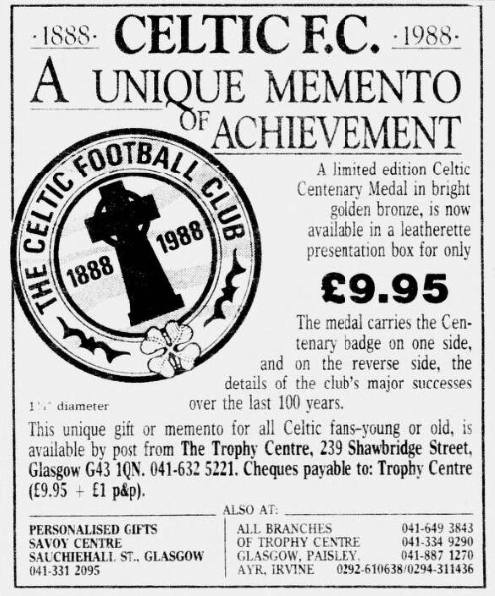 ·1888· CELTIC F.C. ·1988·
A UNIQUE MEMENTO
OF ACHIEVEMENT
THE CELTIC FOOTBALL CLUB
1888 1988
A limited edition Celtic
Centenary Medal in bright
golden bronze, is now
available in a leatherette
presentation box for only
£9.95
The medal carries the Cen-
tenary badge on one side,
and on the reverse side, the
details of the club's major successes
over the last 100 years.
diameter
This unique gift or memento for all Celtic fans-young or old, is
available by post from The Trophy Centre, 239 Shawbridge Street,
Glasgow G43 1QN. 041-632 5221. Cheques payable to: Trophy Centre
(£9.95 + £1 p&p).
ALSO AT:
PERSONALISED GIFTS
SAVOY CENTRE
SAUCHIEHALL ST., GLASGOW
041-331 2095
ALL BRANCHES 041-649 3843
OF TROPHY CENTRE 041-334 9290
GLASGOW, PAISLEY, 041-887 1270
AYR, IRVINE 0292-610638/0294-311436